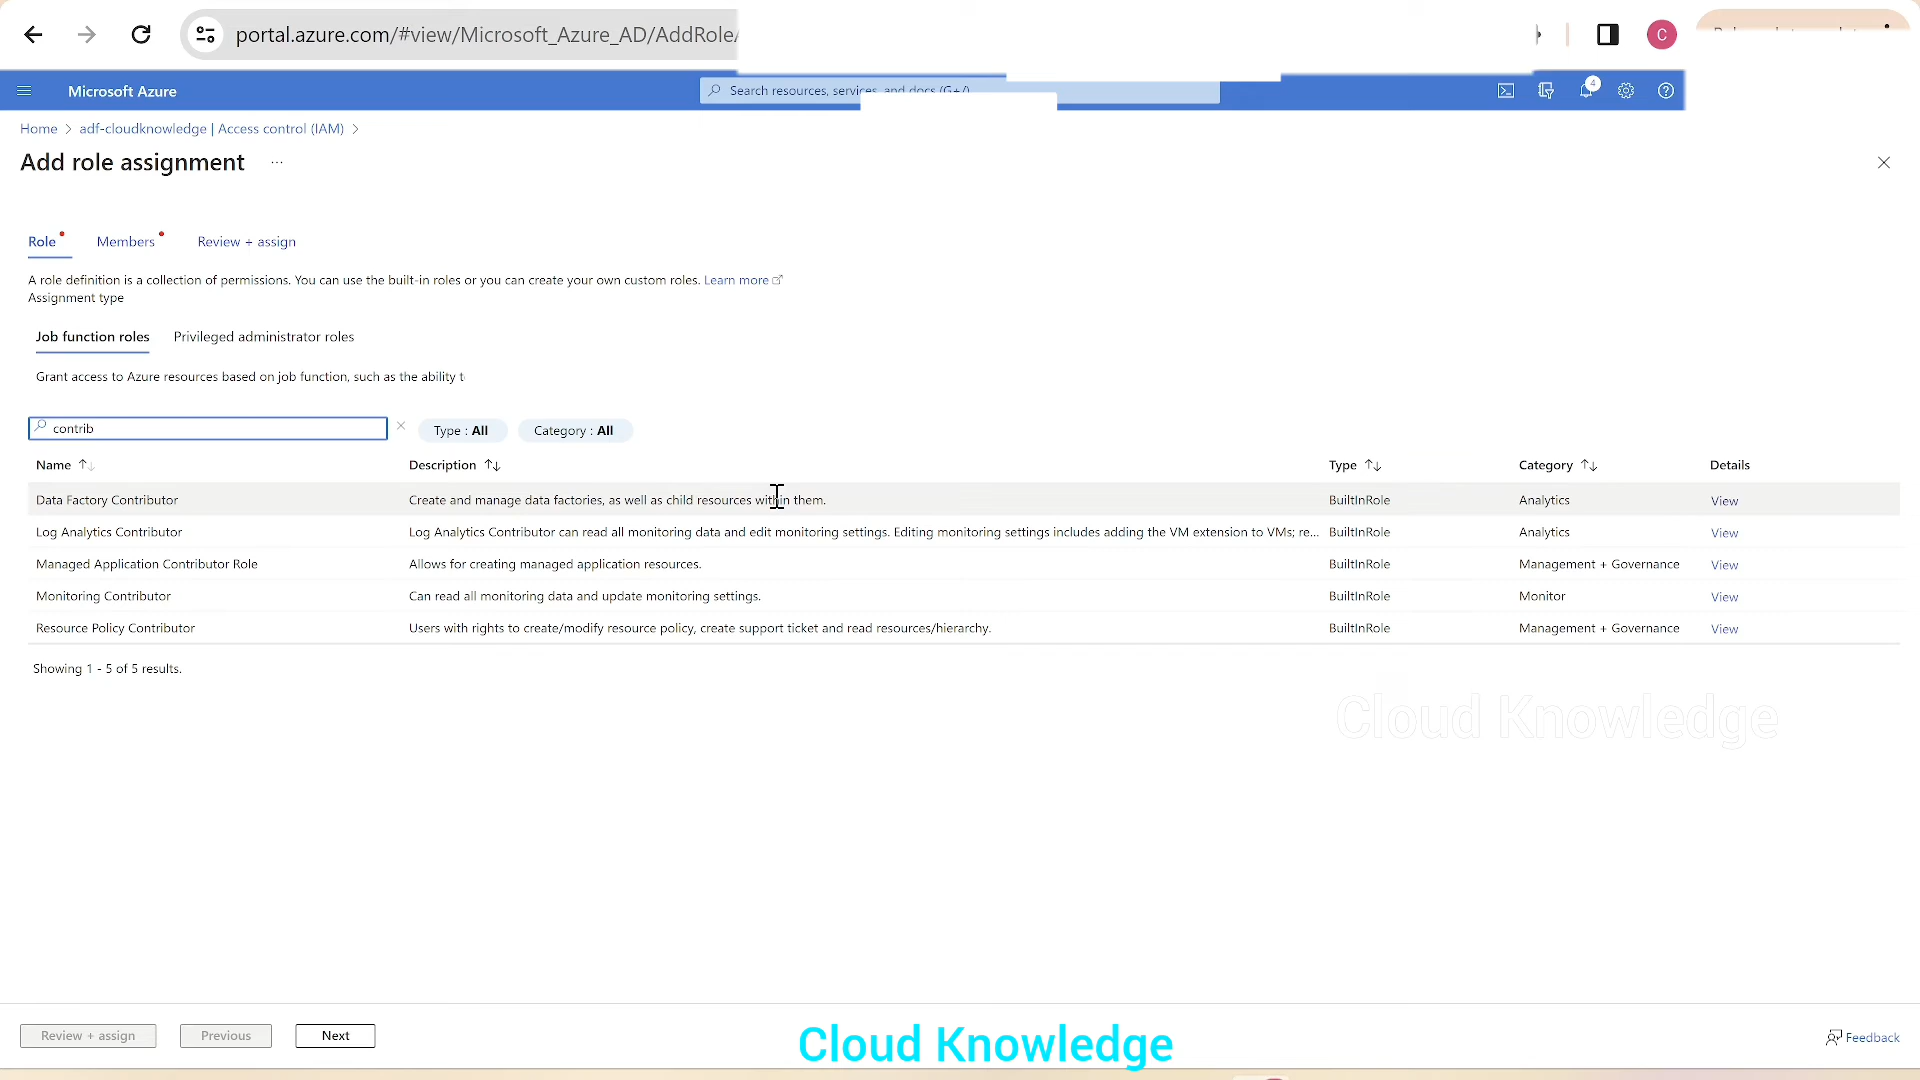 portal.azure.com/#view/Microsoft_Azure_AD/AddRoleA
C
Microsoft Azure
Search resources, services, and docs (G+/)
4
Home > adf-cloudknowledge | Access control (IAM) >
Add role assignment ...
Role Members Review + assign
A role definition is a collection of permissions. You can use the built-in roles or you can create your own custom roles. Learn more
Assignment type
Job function roles Privileged administrator roles
Grant access to Azure resources based on job function, such as the ability t
contrib Type : All Category : All
Name Description Type Category Details
Data Factory Contributor Create and manage data factories, as well as child resources within them. BuiltInRole Analytics View
Log Analytics Contributor Log Analytics Contributor can read all monitoring data and edit monitoring settings. Editing monitoring settings includes adding the VM extension to VMs; re... BuiltInRole Analytics View
Managed Application Contributor Role Allows for creating managed application resources. BuiltInRole Management + Governance View
Monitoring Contributor Can read all monitoring data and update monitoring settings. BuiltInRole Monitor View
Resource Policy Contributor Users with rights to create/modify resource policy, create support ticket and read resources/hierarchy. BuiltInRole Management + Governance View
Showing 1 - 5 of 5 results.
Cloud Knowledge
Review + assign Previous Next
Cloud Knowledge
Feedback